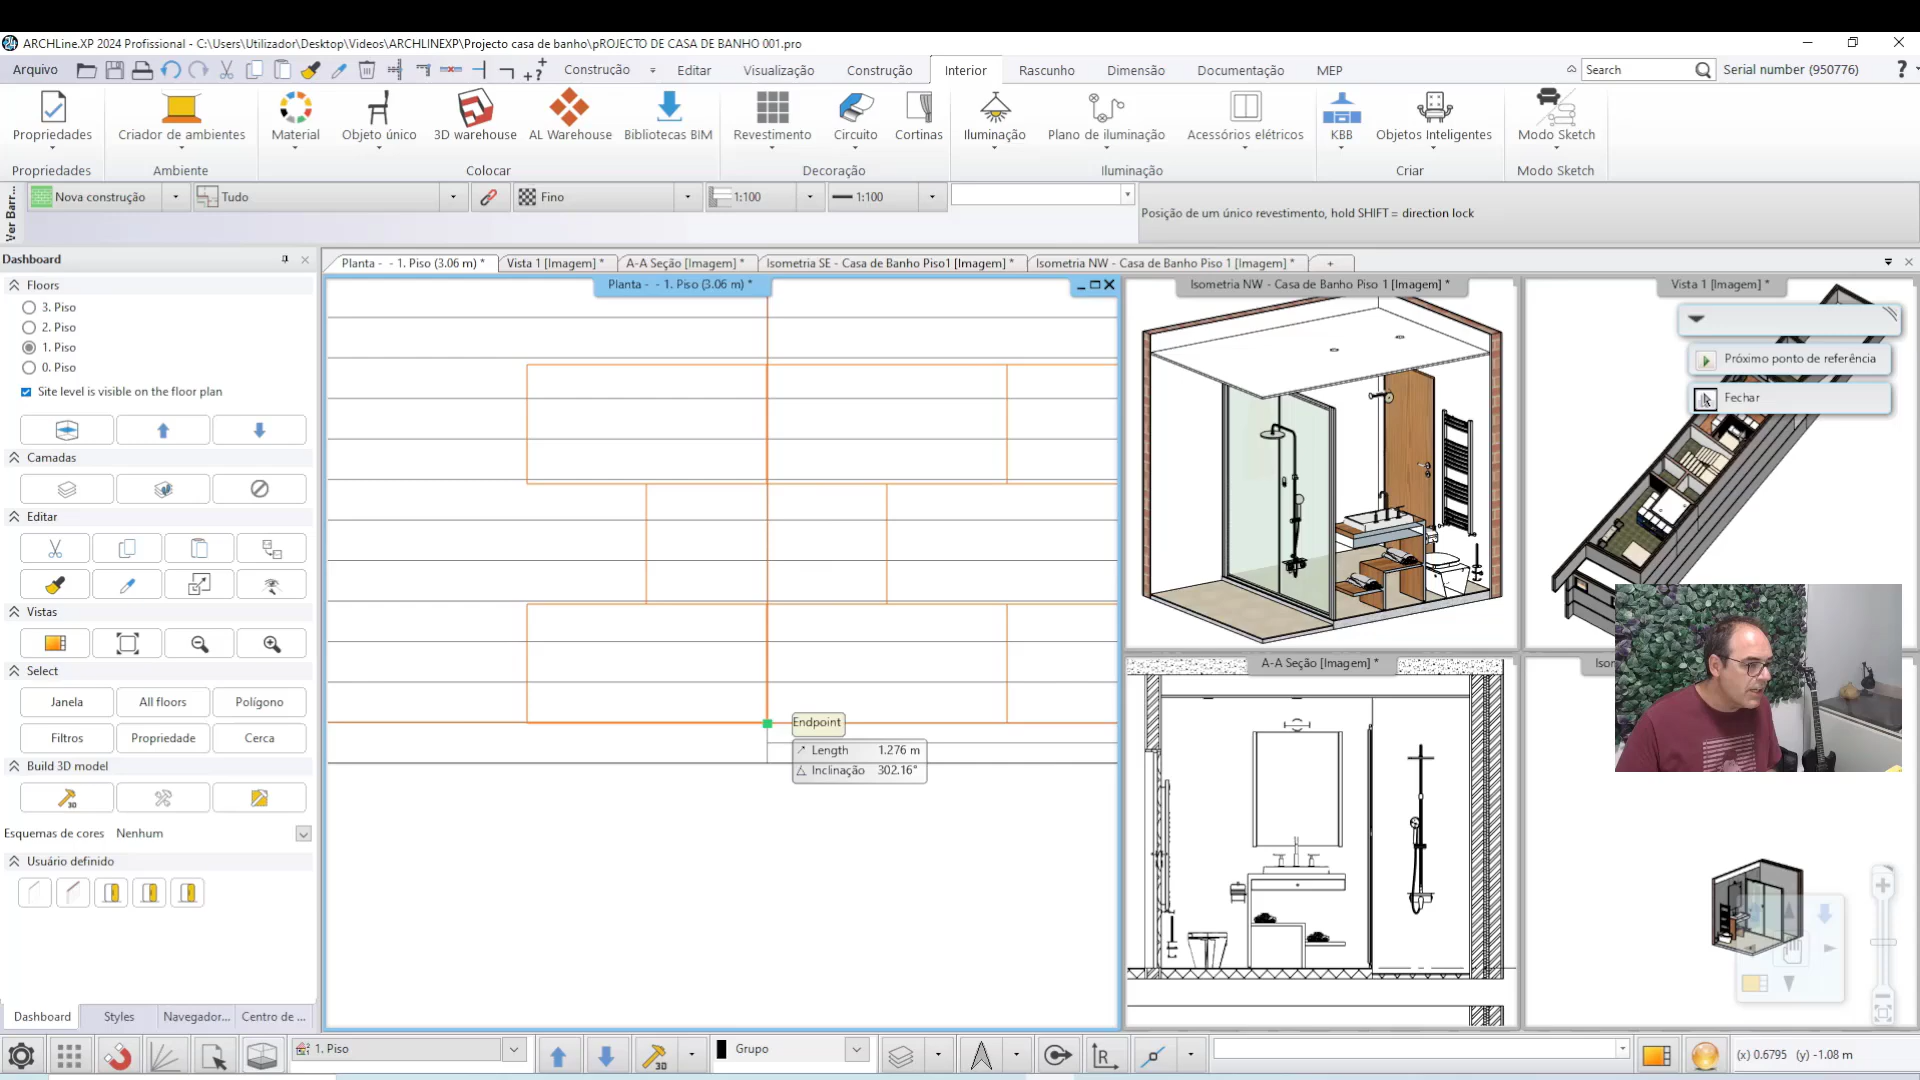 ARCHLine.XP 2024 Profissional - C:\Users\Utilizador\Desktop\Videos\ARCHLINEXP\Projecto casa de banho\pROJECTO DE CASA DE BANHO 001.pro
Arquivo
Construção
Editar
Visualização
Construção
Interior
Rascunho
Dimensão
Documentação
MEP
Search
Serial number (950776)
Propriedades
Criador de ambientes
Material
Objeto único
3D warehouse
AL Warehouse
Bibliotecas BIM
Revestimento
Circuito
Cortinas
Iluminação
Plano de iluminação
Acessórios elétricos
KBB
Objetos Inteligentes
Modo Sketch
Propriedades
Ambiente
Colocar
Decoração
Iluminação
Criar
Modo Sketch
Ver Barr...
Nova construção
Tudo
Fino
1:100
1:100
Posição de um único revestimento, hold SHIFT = direction lock
Dashboard
Planta - - 1. Piso (3.06 m) *
Vista 1 [Imagem] *
A-A Seção [Imagem] *
Isometria SE - Casa de Banho Piso1 [Imagem] *
Isometria NW - Casa de Banho Piso 1 [Imagem] *
+
Planta - - 1. Piso (3.06 m) *
Isometria NW - Casa de Banho Piso 1 [Imagem] *
Vista 1 [Imagem] *
Próximo ponto de referência
Fechar
Floors
3. Piso
2. Piso
1. Piso
0. Piso
Site level is visible on the floor plan
Camadas
Editar
Vistas
Select
Janela
All floors
Polígono
Filtros
Propriedade
Cerca
Build 3D model
3D
Esquemas de cores
Nenhum
Usuário definido
Endpoint
Length 1.276 m
Inclinação 302.16°
A-A Seção [Imagem] *
Dashboard
Styles
Navegador...
Centro de ...
1. Piso
3D
Grupo
R
(x) 0.6795 (y) -1.08 m